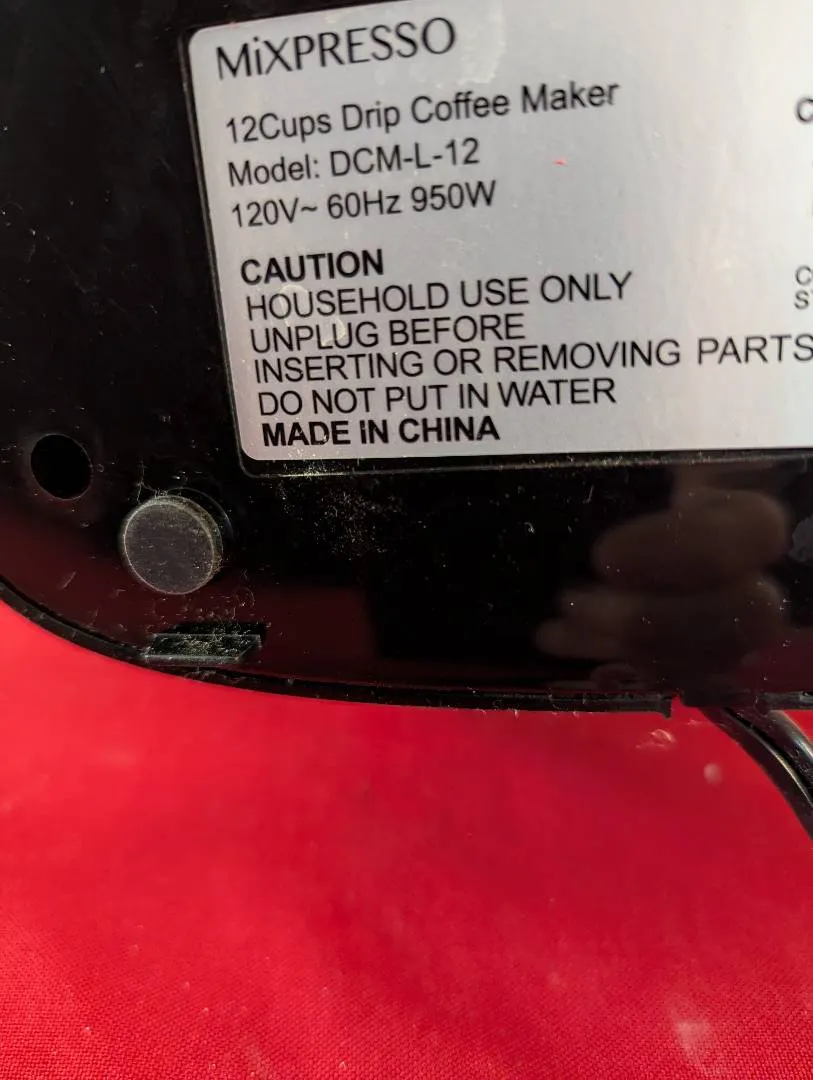 MiXPRESSO
12Cups Drip Coffee Maker
Model: DCM-L-12
120V~ 60Hz 950W
CAUTION
HOUSEHOLD USE ONLY
UNPLUG BEFORE
INSERTING OR REMOVING PARTS
DO NOT PUT IN WATER
MADE IN CHINA